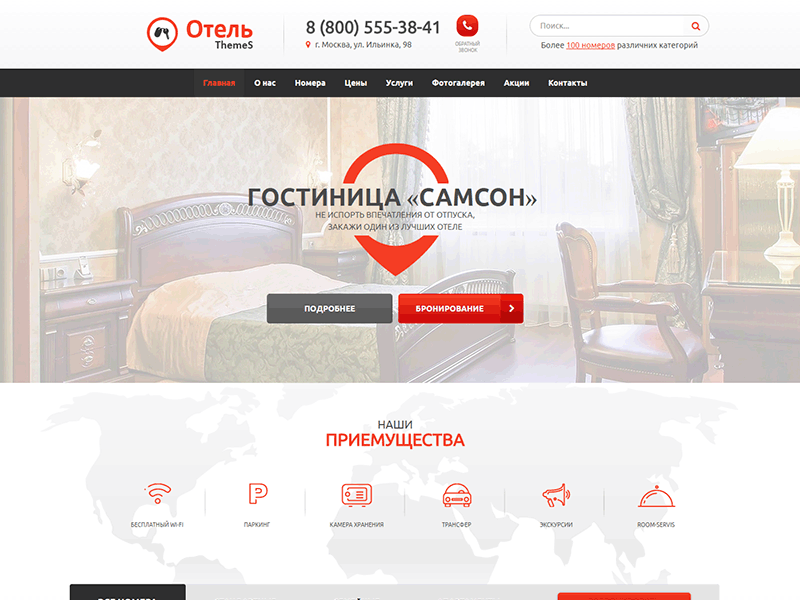 Отель
ThemeS
8 (800) 555-38-41
г. Москва, ул. Ильинка, 98
ОБРАТНЫЙ
ЗВОНОК
Поиск...
Более 100 номеров различных категорий
Главная О нас Номера Цены Услуги Фотогалерея Акции Контакты
ГОСТИНИЦА «САМСОН»
НЕ ИСПОРТЬ ВПЕЧАТЛЕНИЯ ОТ ОТПУСКА,
ЗАКАЖИ ОДИН ИЗ ЛУЧШИХ ОТЕЛЕ
ПОДРОБНЕЕ
БРОНИРОВАНИЕ
НАШИ
ПРИЕМУЩЕСТВА
БЕСПЛАТНЫЙ WI-FI
ПАРКИНГ
КАМЕРА ХРАНЕНИЯ
ТРАНСФЕР
ЭКСКУРСИИ
ROOM-SERVIS